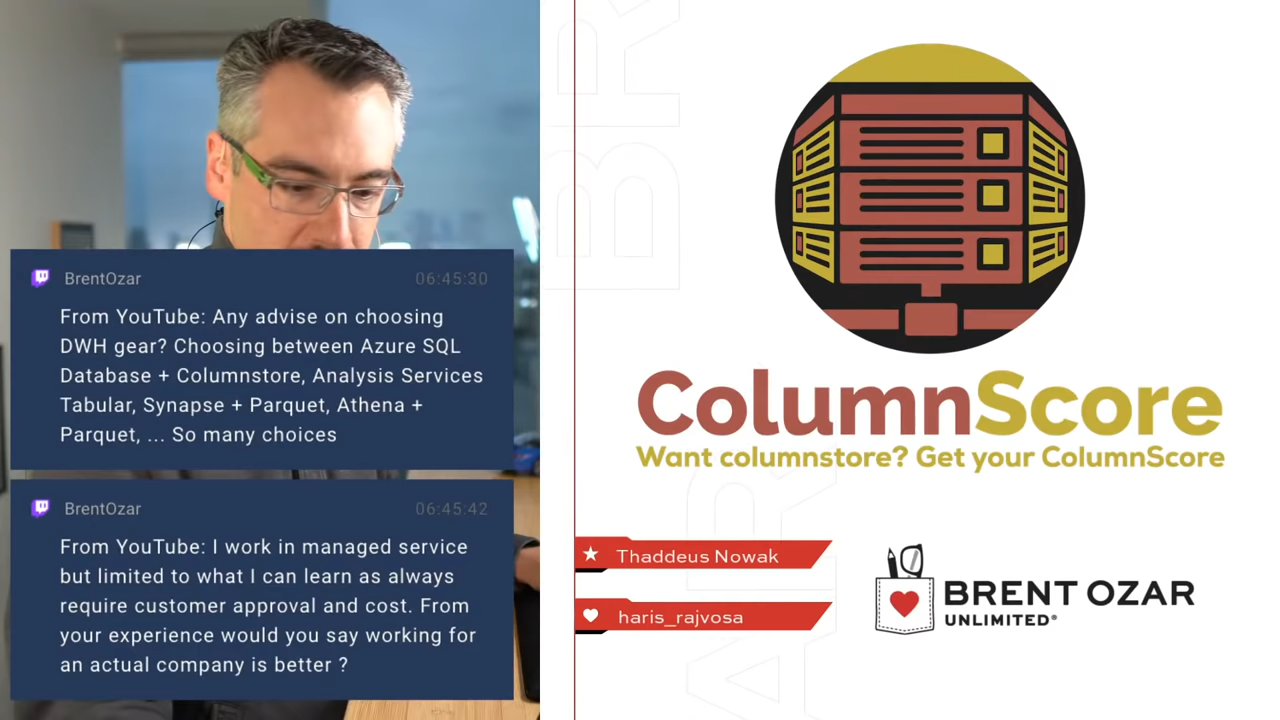 BrentOzar 06:45:30
From YouTube: Any advise on choosing
DWH gear? Choosing between Azure SQL
Database + Columnstore, Analysis Services
Tabular, Synapse + Parquet, Athena +
Parquet, ... So many choices
BrentOzar 06:45:42
From YouTube: I work in managed service
but limited to what I can learn as always
require customer approval and cost. From
your experience would you say working for
an actual company is better ?
BR
AR
ColumnScore
Want columnstore? Get your ColumnScore
Thaddeus Nowak
haris_rajvosa
BRENT OZAR
UNLIMITED®